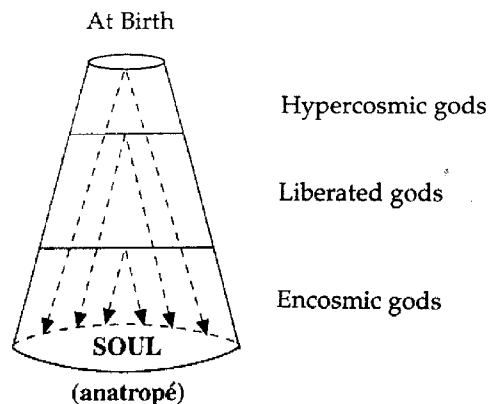 At Birth
Hypercosmic gods
Liberated gods
Encosmic gods
SOUL
(anatropé)